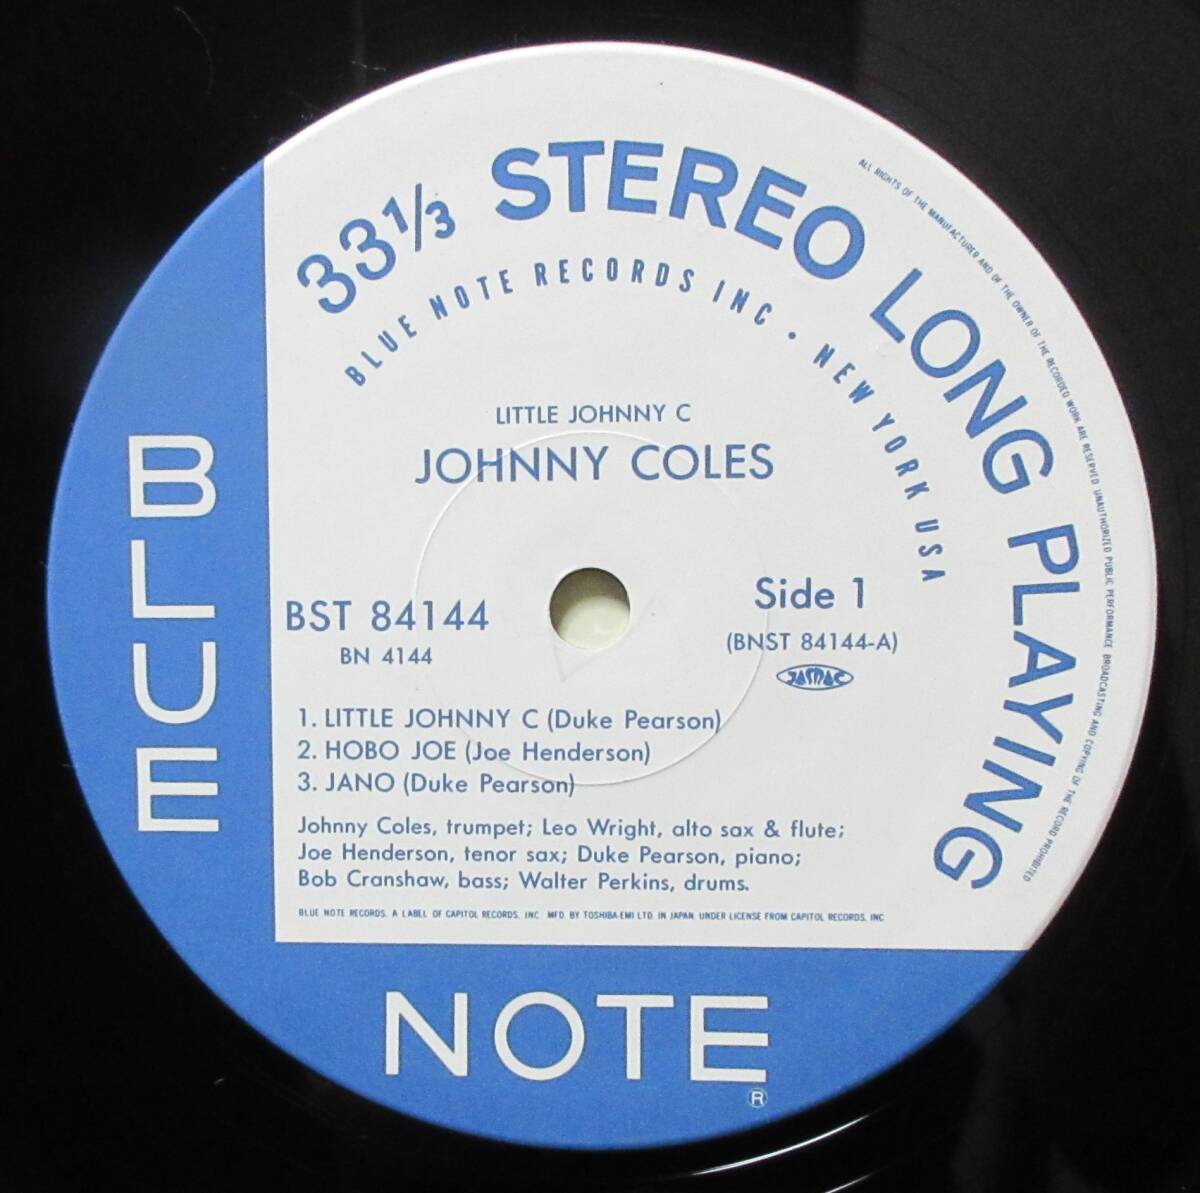 33 1/3 STEREO LONG PLAYING
BLUE NOTE RECORDS INC • NEW YORK USA
ALL RIGHTS OF THE MANUFACTURER AND OF THE OWNER OF THE RECORDED WORK ARE RESERVED UNAUTHORIZED PUBLIC PERFORMANCE BROADCASTING AND COPYING OF THE RECORD PROHIBITED
LITTLE JOHNNY C
JOHNNY COLES
BST 84144
BN 4144
Side 1
(BNST 84144-A)
JASRAC
1. LITTLE JOHNNY C (Duke Pearson)
2. HOBO JOE (Joe Henderson)
3. JANO (Duke Pearson)
Johnny Coles, trumpet; Leo Wright, alto sax & flute;
Joe Henderson, tenor sax; Duke Pearson, piano;
Bob Cranshaw, bass; Walter Perkins, drums.
BLUE NOTE RECORDS. A LABEL OF CAPITOL RECORDS. INC. MFD. BY TOSHIBA-EMI LTD. IN JAPAN UNDER LICENSE FROM CAPITOL RECORDS. INC.
BLUE
NOTE
®